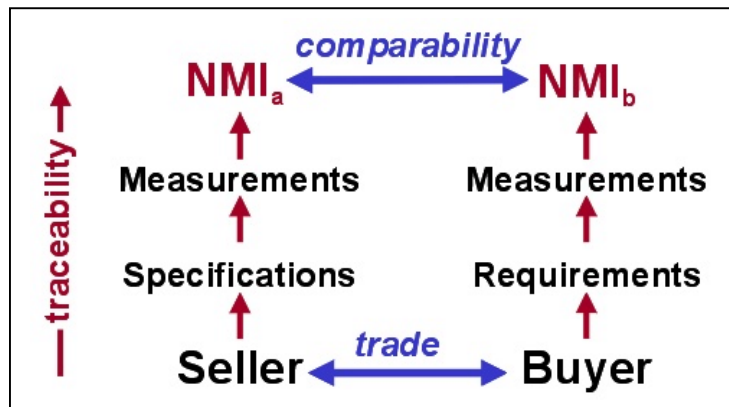 comparability
NMIa NMIb
traceability
Measurements Measurements
Specifications Requirements
trade
Seller Buyer